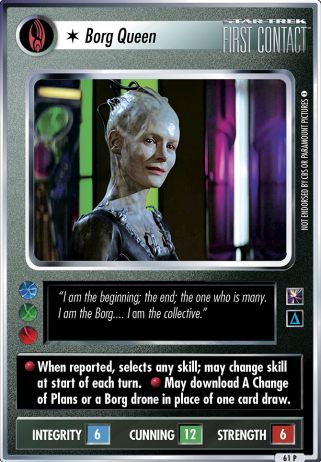 ✶ Borg Queen
STAR TREK
FIRST CONTACT
NOT ENDORSED BY CBS OR PARAMOUNT PICTURES
"I am the beginning; the end; the one who is many.
I am the Borg.... I am the collective."
When reported, selects any skill; may change skill
at start of each turn. May download A Change
of Plans or a Borg drone in place of one card draw.
INTEGRITY 6 CUNNING 12 STRENGTH 6
61 P